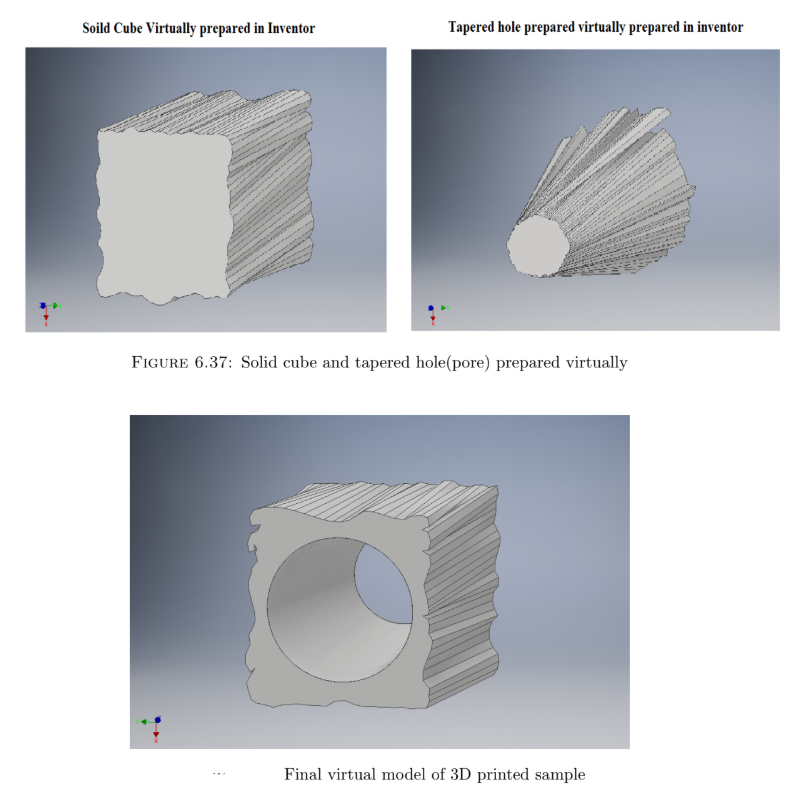 Soild Cube Virtually prepared in Inventor
Tapered hole prepared virtually prepared in inventor
FIGURE 6.37: Solid cube and tapered hole(pore) prepared virtually
Final virtual model of 3D printed sample